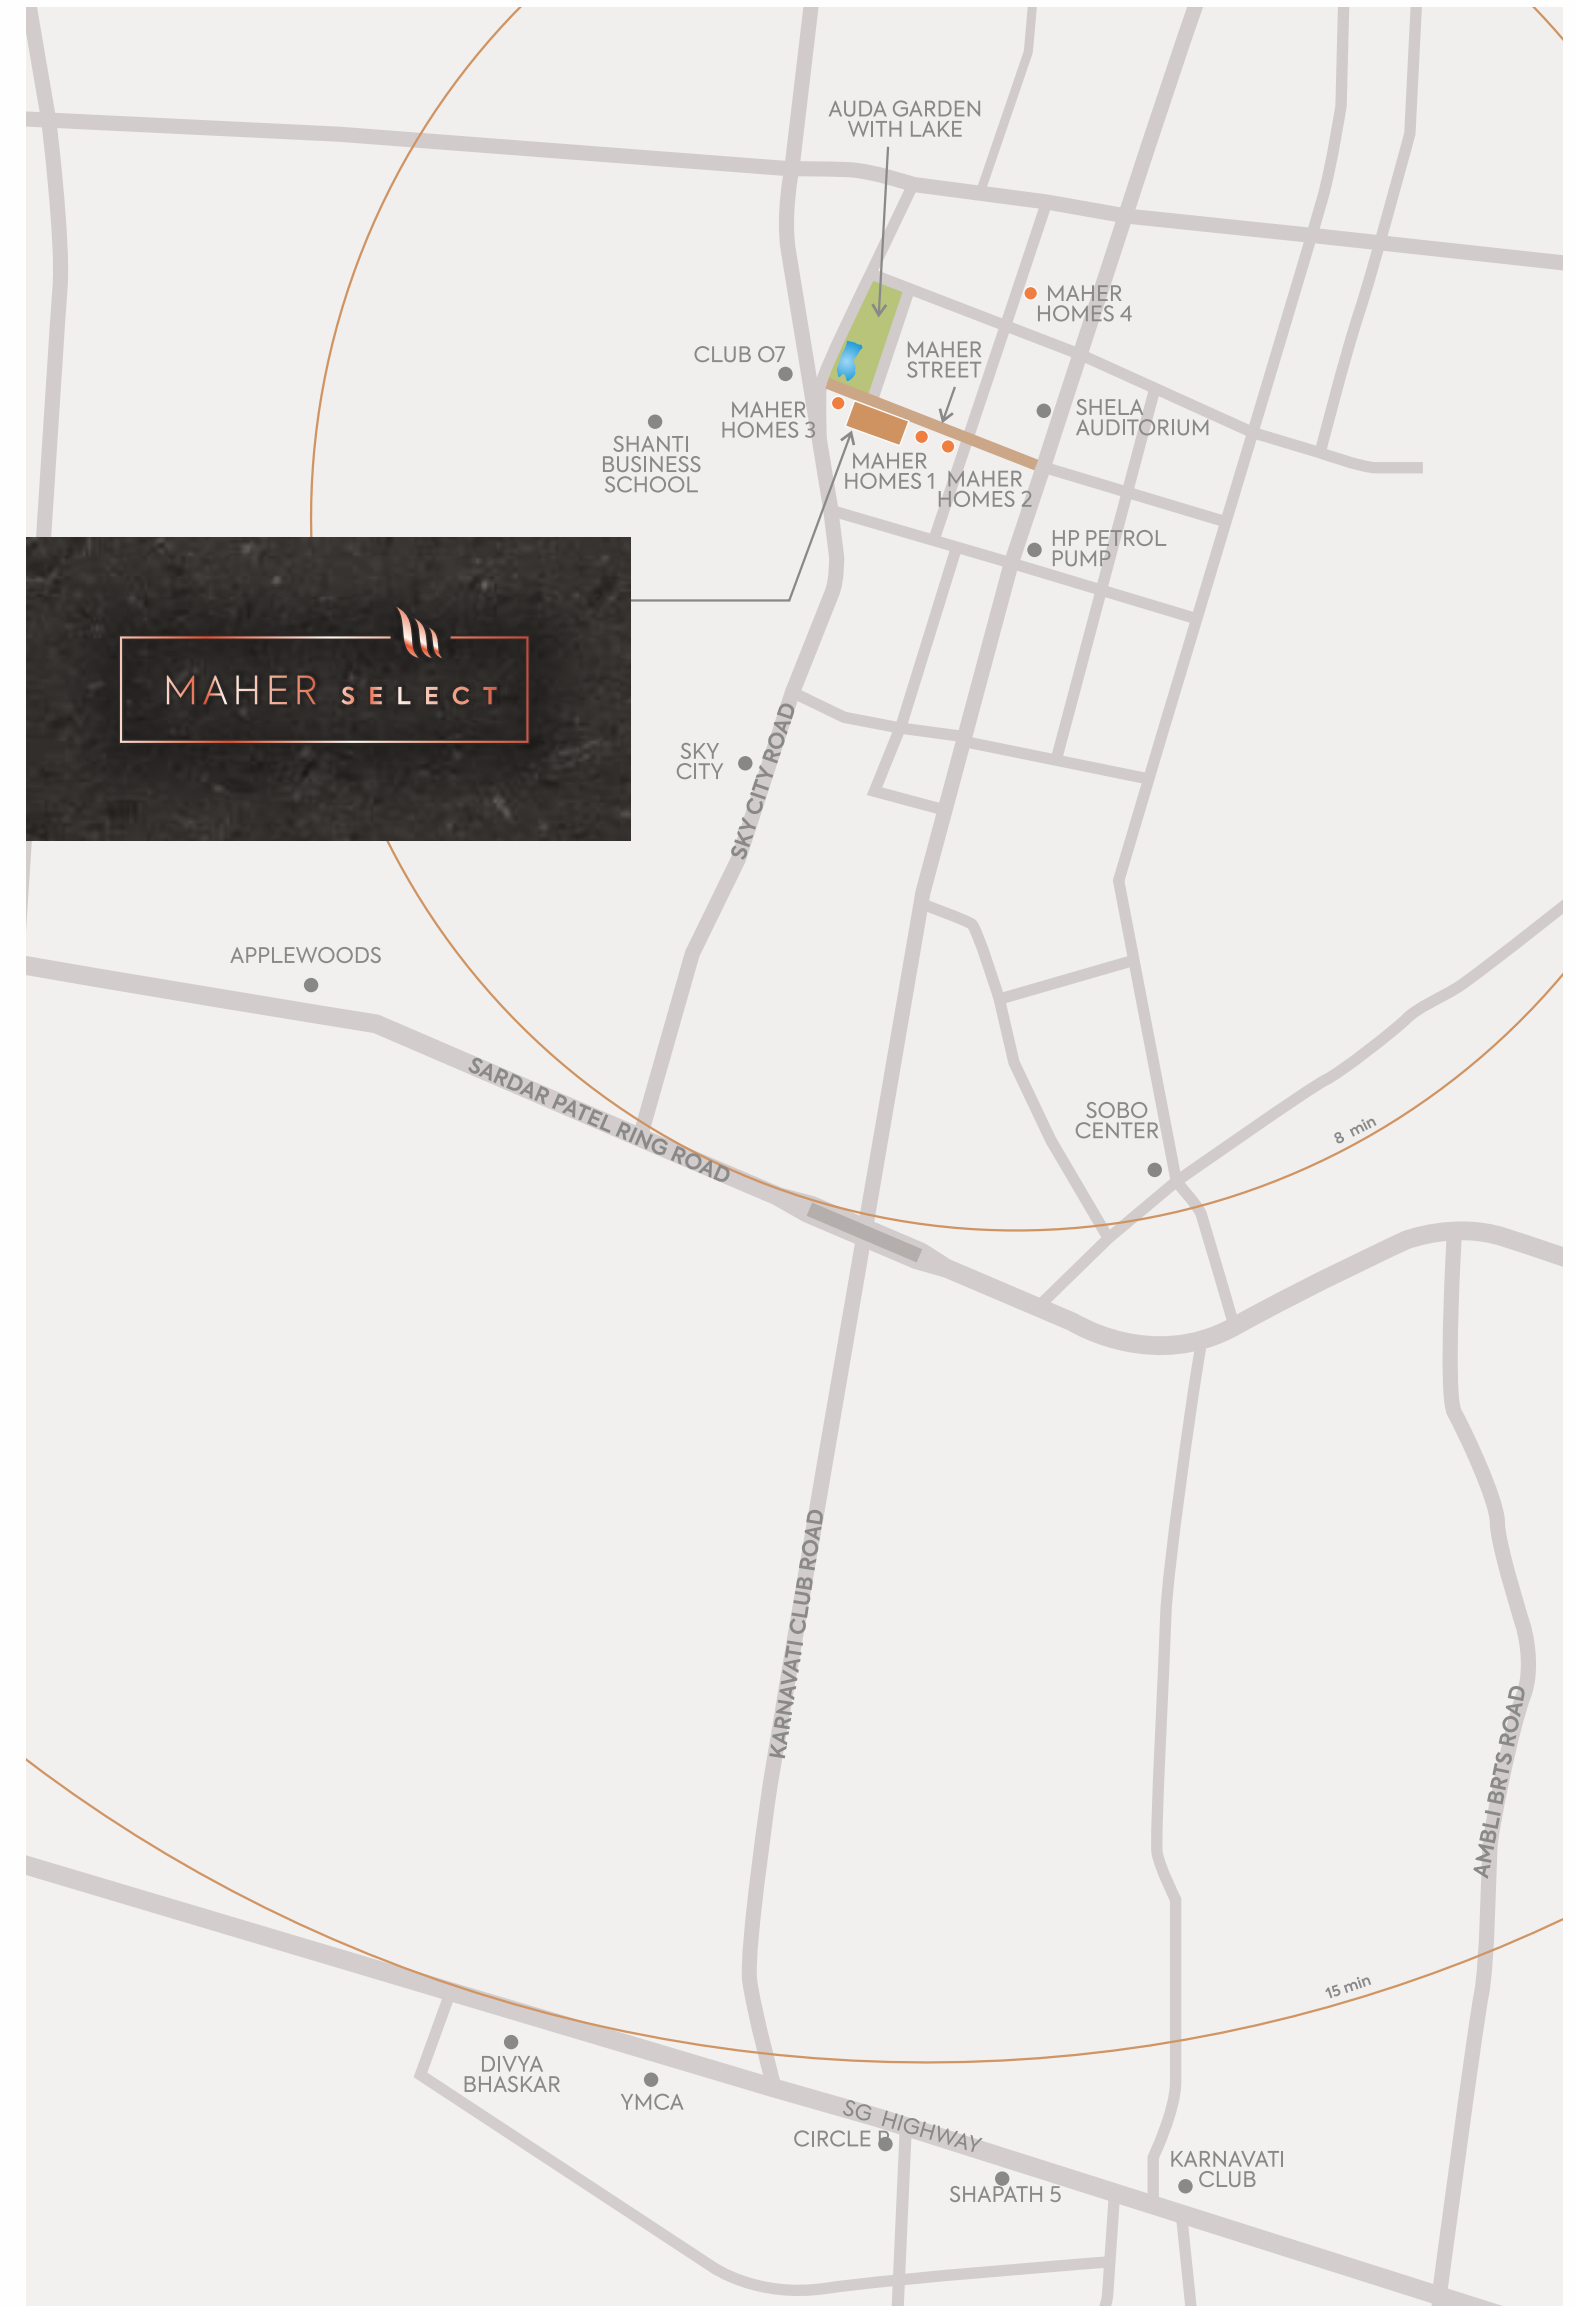 AUDA GARDEN
WITH LAKE
MAHER
HOMES 4
CLUB O7
MAHER
STREET
MAHER
HOMES 3
SHELA
AUDITORIUM
SHANTI
BUSINESS
SCHOOL
MAHER
HOMES 1
MAHER
HOMES 2
HP PETROL
PUMP
MAHER SELECT
SKY
CITY
SKY CITY ROAD
APPLEWOODS
SARDAR PATEL RING ROAD
SOBO
CENTER
8 min
KARNAVATI CLUB ROAD
AMBLI BRTS ROAD
15 min
DIVYA
BHASKAR
YMCA
SG HIGHWAY
CIRCLE P
SHAPATH 5
KARNAVATI
CLUB